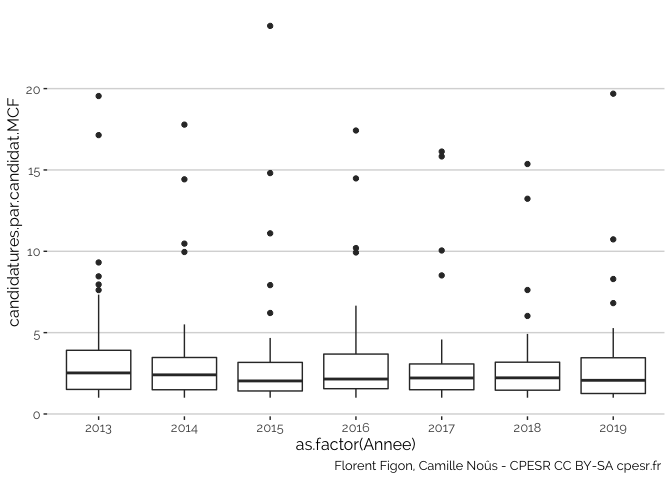 candidatures.par.candidat.MCF
20
15
10
5
0
2013 2014 2015 2016 2017 2018 2019
as.factor(Annee)
Florent Figon, Camille Noûs - CPESR CC BY-SA cpesr.fr